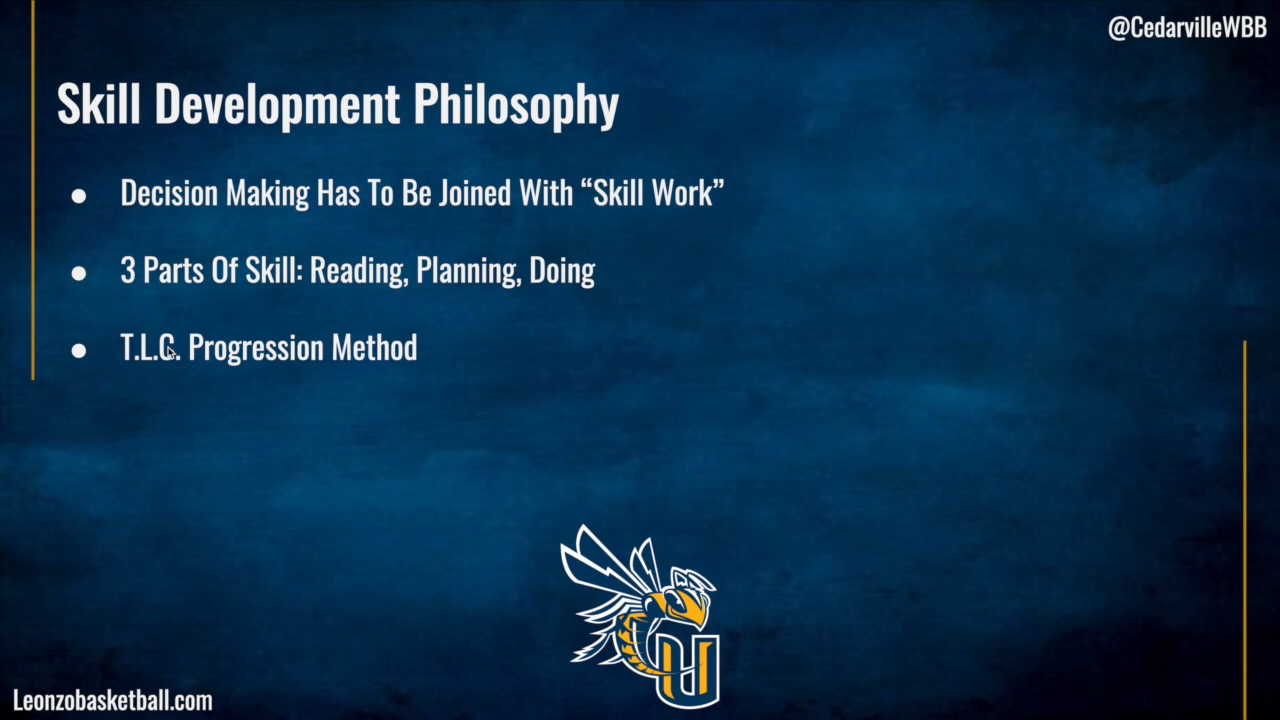 @CedarvilleWBB
Skill Development Philosophy
● Decision Making Has To Be Joined With “Skill Work”
● 3 Parts Of Skill: Reading, Planning, Doing
● T.L.C. Progression Method
U
Leonzobasketball.com